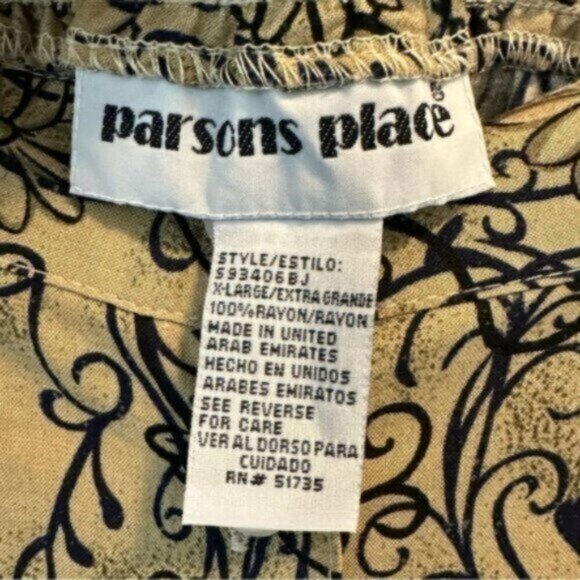 parsons place®
STYLE/ESTILO:
S93406BJ
X-LARGE/EXTRA GRANDE
100%RAYON/RAYON
MADE IN UNITED
ARAB EMIRATES
HECHO EN UNIDOS
ARABES EMIRATOS
SEE REVERSE
FOR CARE
VER AL DORSO PARA
CUIDADO
RN# 51735